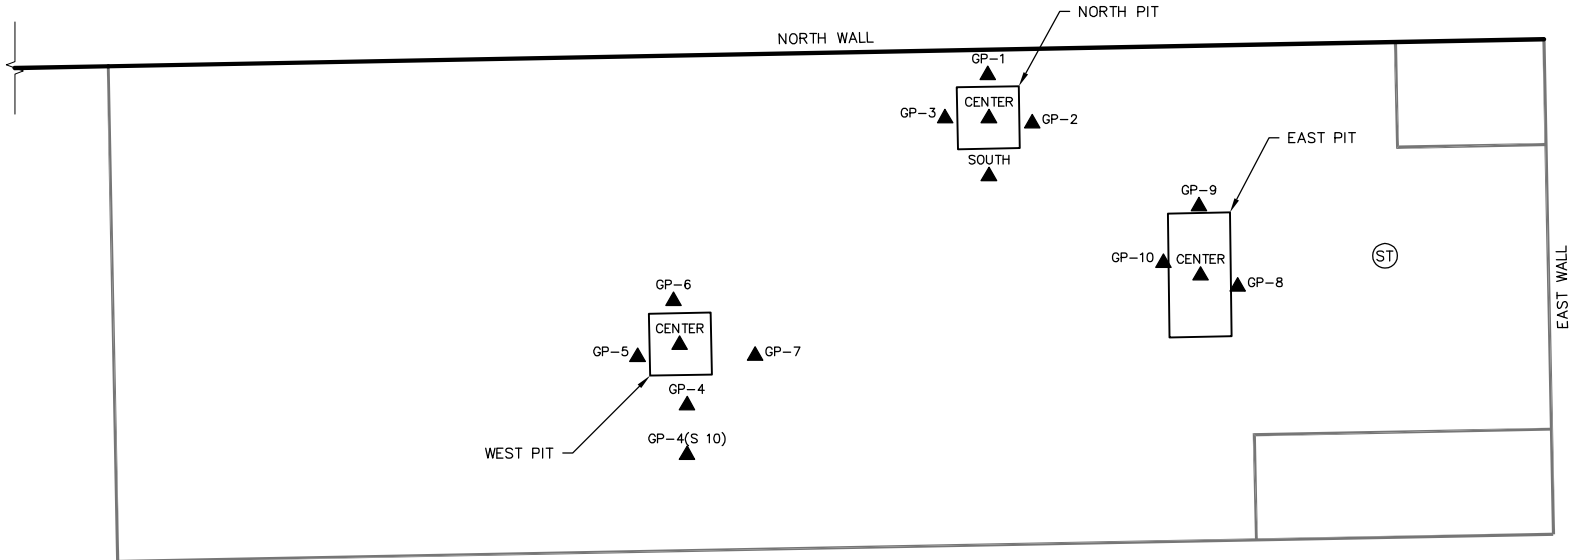 NORTH PIT
NORTH WALL
GP-1
CENTER
GP-3
GP-2
EAST PIT
SOUTH
GP-9
ST
GP-10
CENTER
GP-8
EAST WALL
GP-6
CENTER
GP-5
GP-7
GP-4
GP-4(S 10)
WEST PIT